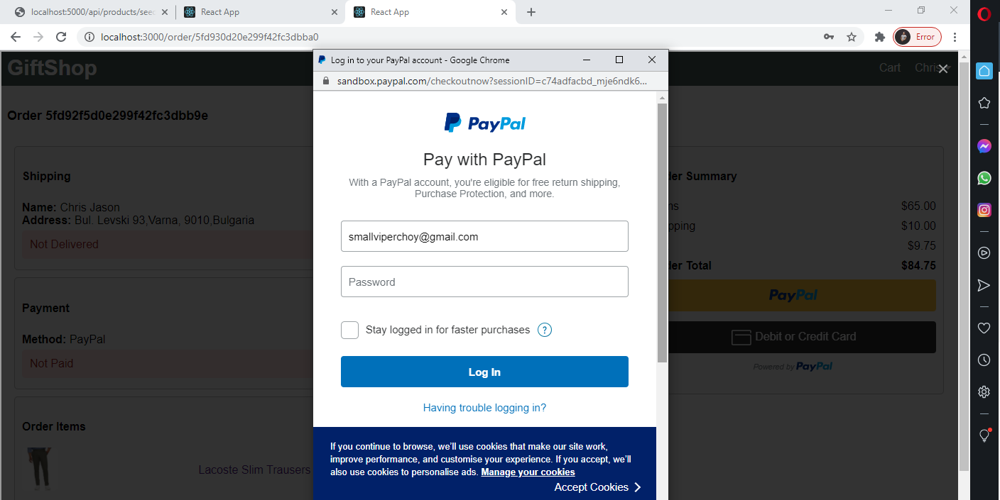 localhost:5000/api/products/seed
React App
React App
localhost:3000/order/5fd930d20e299f42fc3dbba0
Error
GiftShop
Cart
Chris
Order 5fd92f5d0e299f42fc3dbb9e
Shipping
Name: Chris Jason
Address: Bul. Levski 93,Varna, 9010,Bulgaria
Not Delivered
Payment
Method: PayPal
Not Paid
Order Items
Lacoste Slim Trausers
Log in to your PayPal account - Google Chrome
sandbox.paypal.com/checkoutnow?sessionID=c74adfacbd_mje6ndk6...
PayPal
Pay with PayPal
With a PayPal account, you're eligible for free return shipping,
Purchase Protection, and more.
smallviperchoy@gmail.com
Password
Stay logged in for faster purchases ?
Log In
Having trouble logging in?
If you continue to browse, we'll use cookies that make our site work,
improve performance, and customise your experience. If you accept, we'll
also use cookies to personalise ads. Manage your cookies
Accept Cookies
der Summary
ms $65.00
pping $10.00
$9.75
der Total $84.75
PayPal
Debit or Credit Card
Powered by PayPal